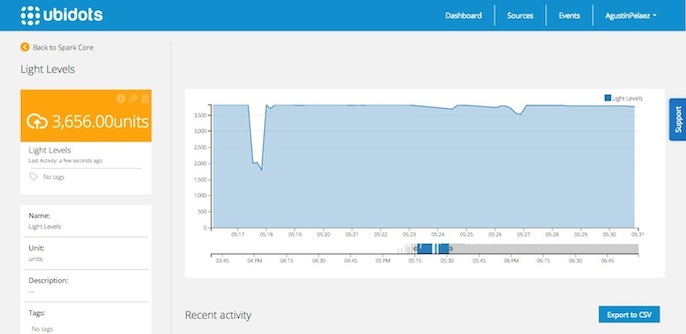 ubidots
Dashboard
Sources
Events
AgustinPelaez
Back to Spark Core
Light Levels
3,656.00units
Light Levels
Last Activity: a few seconds ago
No tags
Name:
Light Levels
Unit:
units
Description:
...
Tags:
No tags
Light Levels
3,500
3,000
2,500
2,000
1,500
1,000
500
0
05:17 05:18 05:19 05:20 05:21 05:22 05:23 05:24 05:25 05:26 05:27 05:28 05:29 05:30 05:31
03:45 04 PM 04:15 04:30 04:45 05 PM 05:15 05:30 05:45 06 PM 06:15 06:30 06:45
Support
Recent activity
Export to CSV